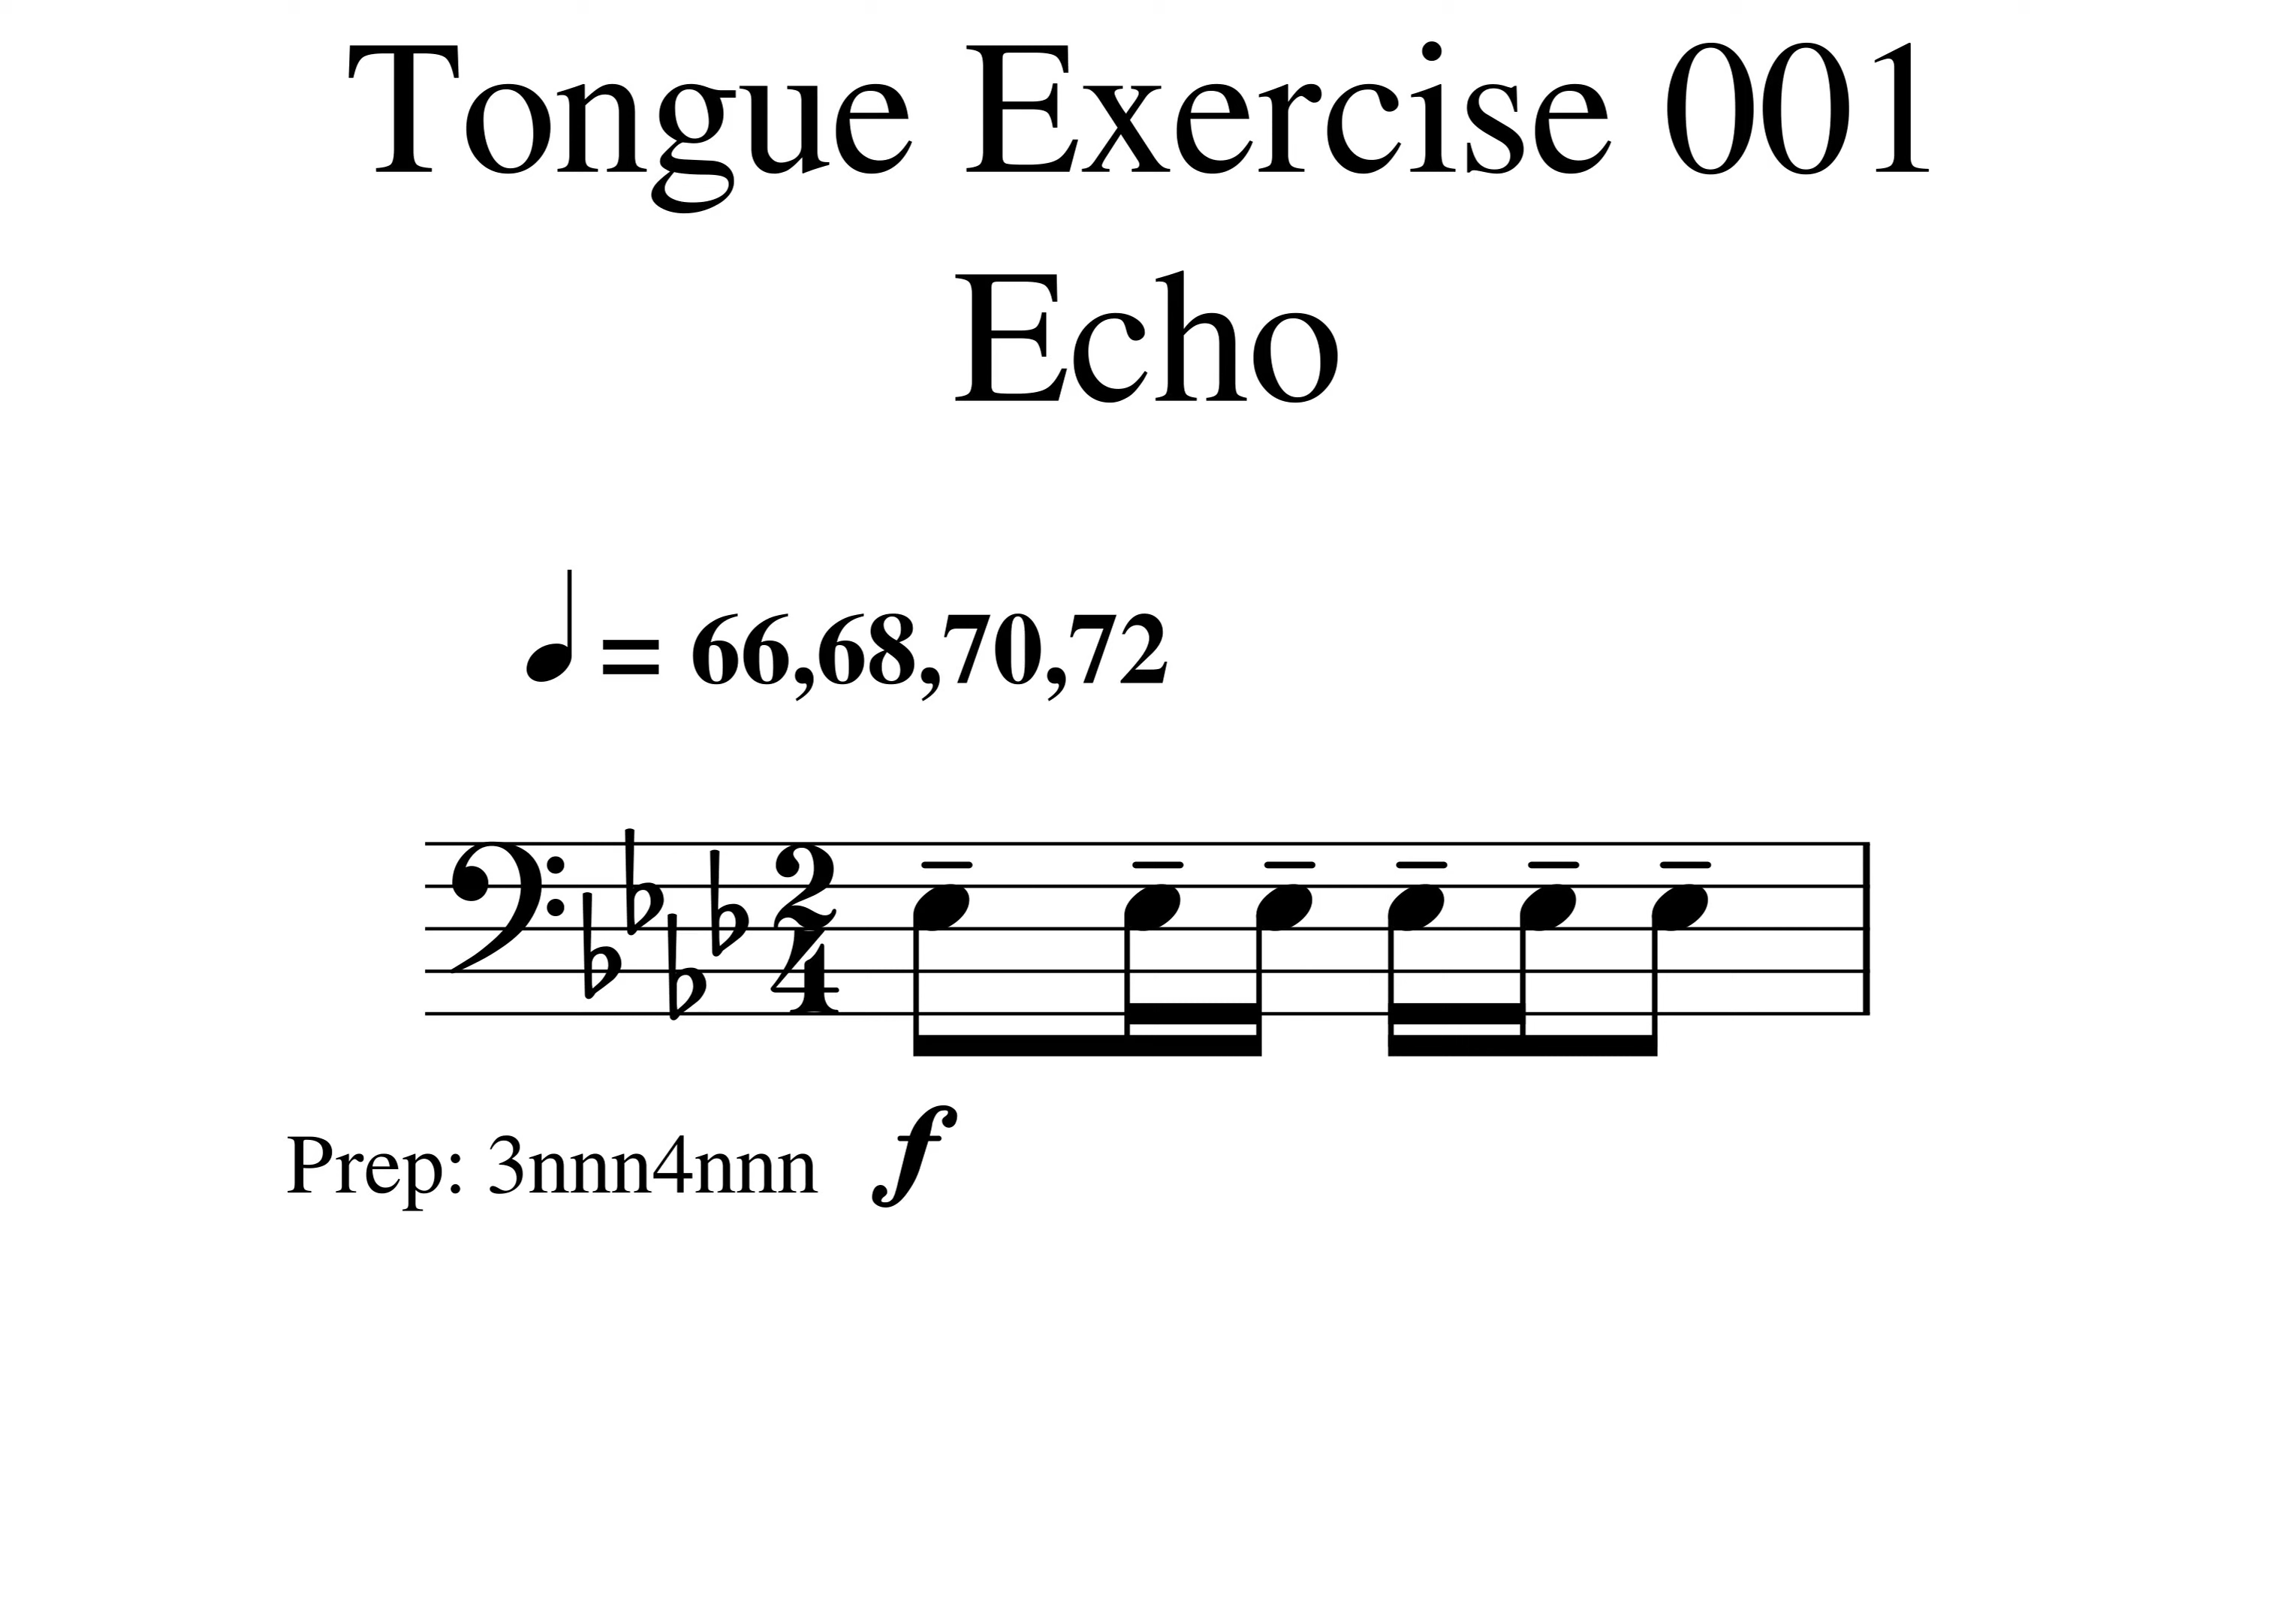 Tongue Exercise 001
Echo
= 66,68,70,72
2
4
Prep: 3nnn4nnn f